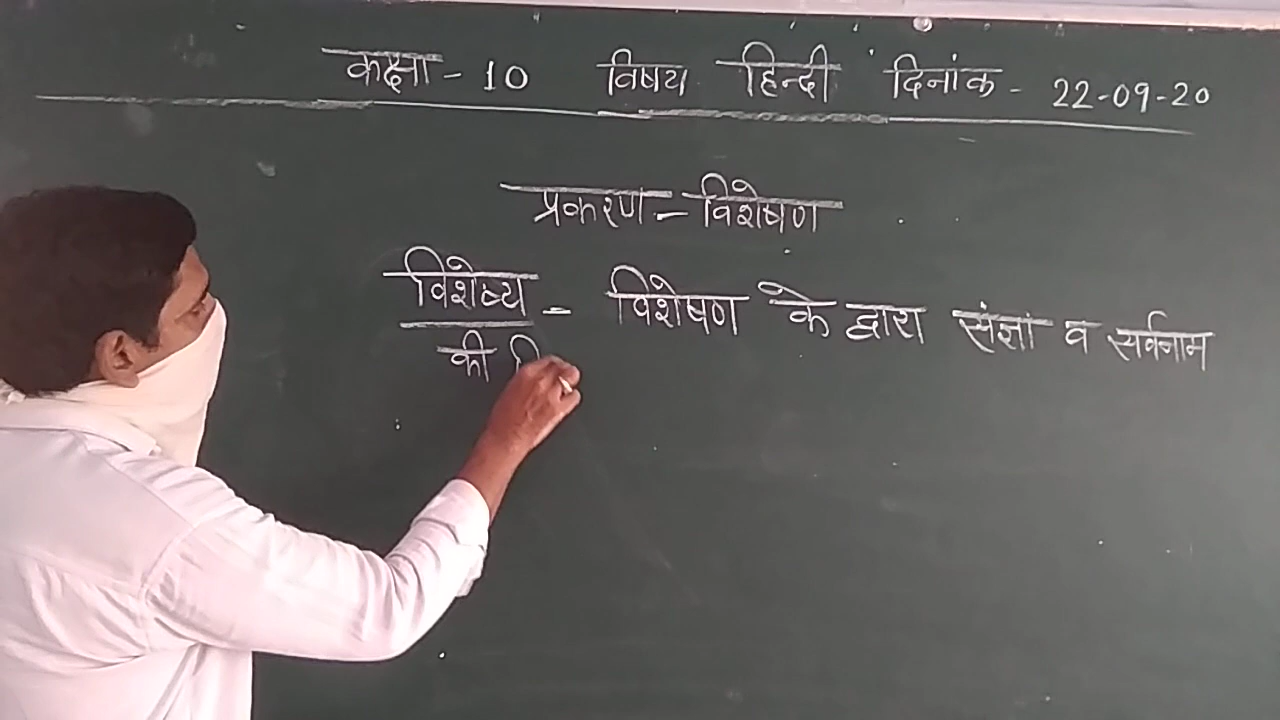 कक्षा - 10 विषय हिन्दी दिनांक - 22-09-20
प्रकरण - विशेषण
विशेष्य - विशेषण के द्वारा संज्ञा व सर्वनाम
की